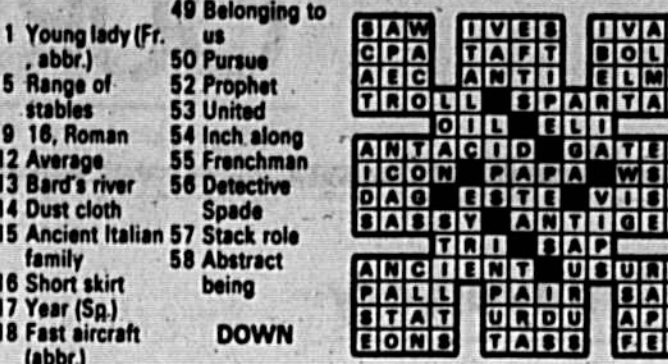 1 Young lady (Fr.
, abbr.)
5 Range of
stables
9 16, Roman
12 Average
13 Bard's river
14 Dust cloth
15 Ancient Italian
family
16 Short skirt
17 Year (Sp.)
18 Fast aircraft
(abbr.)
49 Belonging to
us
50 Pursue
52 Prophet
53 United
54 Inch along
55 Frenchman
56 Detective
Spade
57 Stack role
58 Abstract
being
DOWN
SAW IVES IVA
CPA TAFT BOL
AEC ANTI ELM
TROLL SPARTA
OIL ELI
ANTACID GATE
ICON PAPA WS
DAG ESTE VIS
SASSY ANTIGE
TRI SAP
ANCIENT USUR
PALL PAIR SA
STAT URDU AP
EONS TASS FE